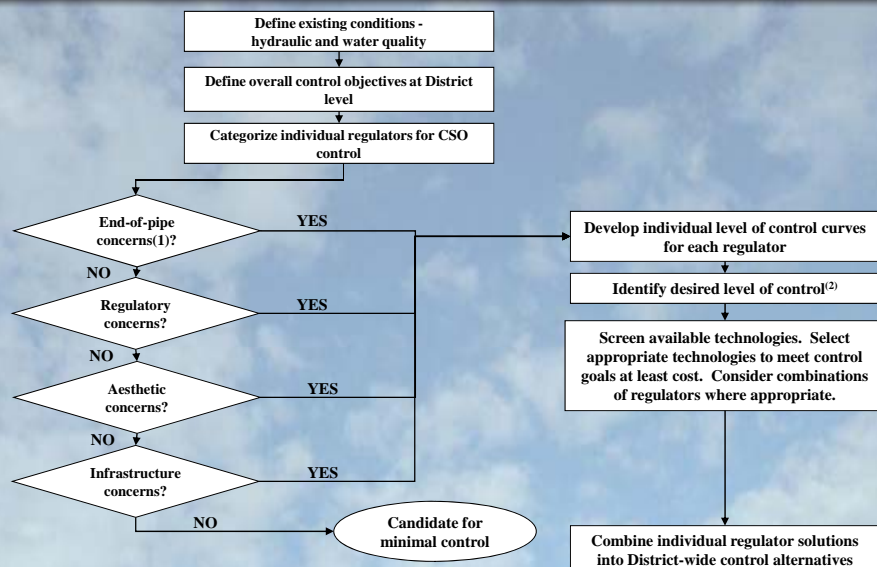 Define existing conditions -
hydraulic and water quality
Define overall control objectives at District
level
Categorize individual regulators for CSO
control
End-of-pipe
concerns(1)?
YES
NO
Regulatory
concerns?
YES
NO
Aesthetic
concerns?
YES
NO
Infrastructure
concerns?
YES
NO
Candidate for
minimal control
Develop individual level of control curves
for each regulator
Identify desired level of control(2)
Screen available technologies. Select
appropriate technologies to meet control
goals at least cost. Consider combinations
of regulators where appropriate.
Combine individual regulator solutions
into District-wide control alternatives